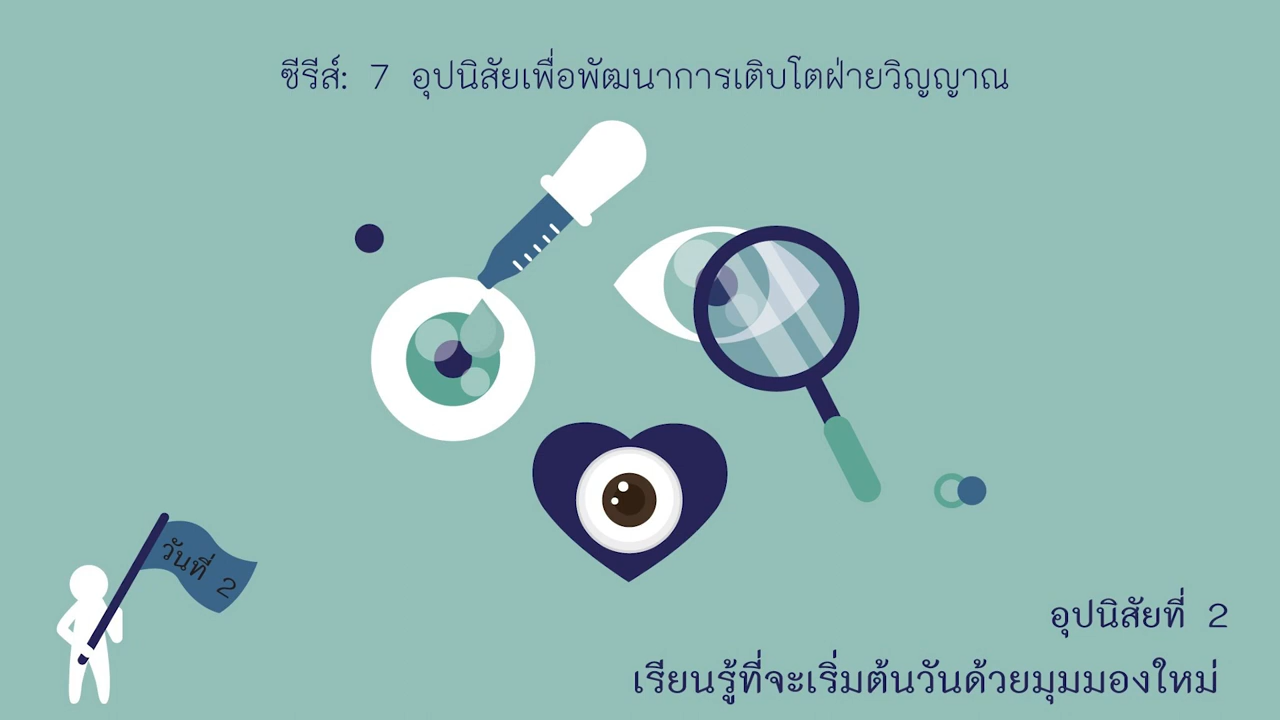 ซีรีส์: 7 อุปนิสัยเพื่อพัฒนาการเติบโตฝ่ายวิญญาณ
วันที่ 2
อุปนิสัยที่ 2
เรียนรู้ที่จะเริ่มต้นวันด้วยมุมมองใหม่